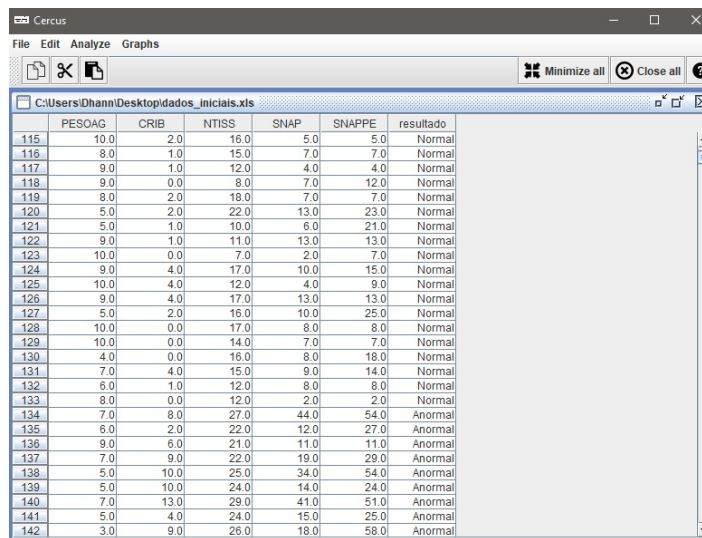 Cercus
File Edit Analyze Graphs
Minimize all Close all
C:\Users\Dhann\Desktop\dados_iniciais.xls
PESOAG CRIB NTISS SNAP SNAPPE resultado
115 10.0 2.0 16.0 5.0 5.0 Normal
116 8.0 1.0 15.0 7.0 7.0 Normal
117 9.0 1.0 12.0 4.0 4.0 Normal
118 9.0 0.0 8.0 7.0 12.0 Normal
119 8.0 2.0 18.0 7.0 7.0 Normal
120 5.0 2.0 22.0 13.0 23.0 Normal
121 5.0 1.0 10.0 6.0 21.0 Normal
122 9.0 1.0 11.0 13.0 13.0 Normal
123 10.0 0.0 7.0 2.0 7.0 Normal
124 9.0 4.0 17.0 10.0 15.0 Normal
125 10.0 4.0 12.0 4.0 9.0 Normal
126 9.0 4.0 17.0 13.0 13.0 Normal
127 5.0 2.0 16.0 10.0 25.0 Normal
128 10.0 0.0 17.0 8.0 8.0 Normal
129 10.0 0.0 14.0 7.0 7.0 Normal
130 4.0 0.0 16.0 8.0 18.0 Normal
131 7.0 4.0 15.0 9.0 14.0 Normal
132 6.0 1.0 12.0 8.0 8.0 Normal
133 8.0 0.0 12.0 2.0 2.0 Normal
134 7.0 8.0 27.0 44.0 54.0 Anormal
135 6.0 2.0 22.0 12.0 27.0 Anormal
136 9.0 6.0 21.0 11.0 11.0 Anormal
137 7.0 9.0 22.0 19.0 29.0 Anormal
138 5.0 10.0 25.0 34.0 54.0 Anormal
139 5.0 10.0 24.0 14.0 24.0 Anormal
140 7.0 13.0 29.0 41.0 51.0 Anormal
141 5.0 4.0 24.0 15.0 25.0 Anormal
142 3.0 9.0 26.0 18.0 58.0 Anormal